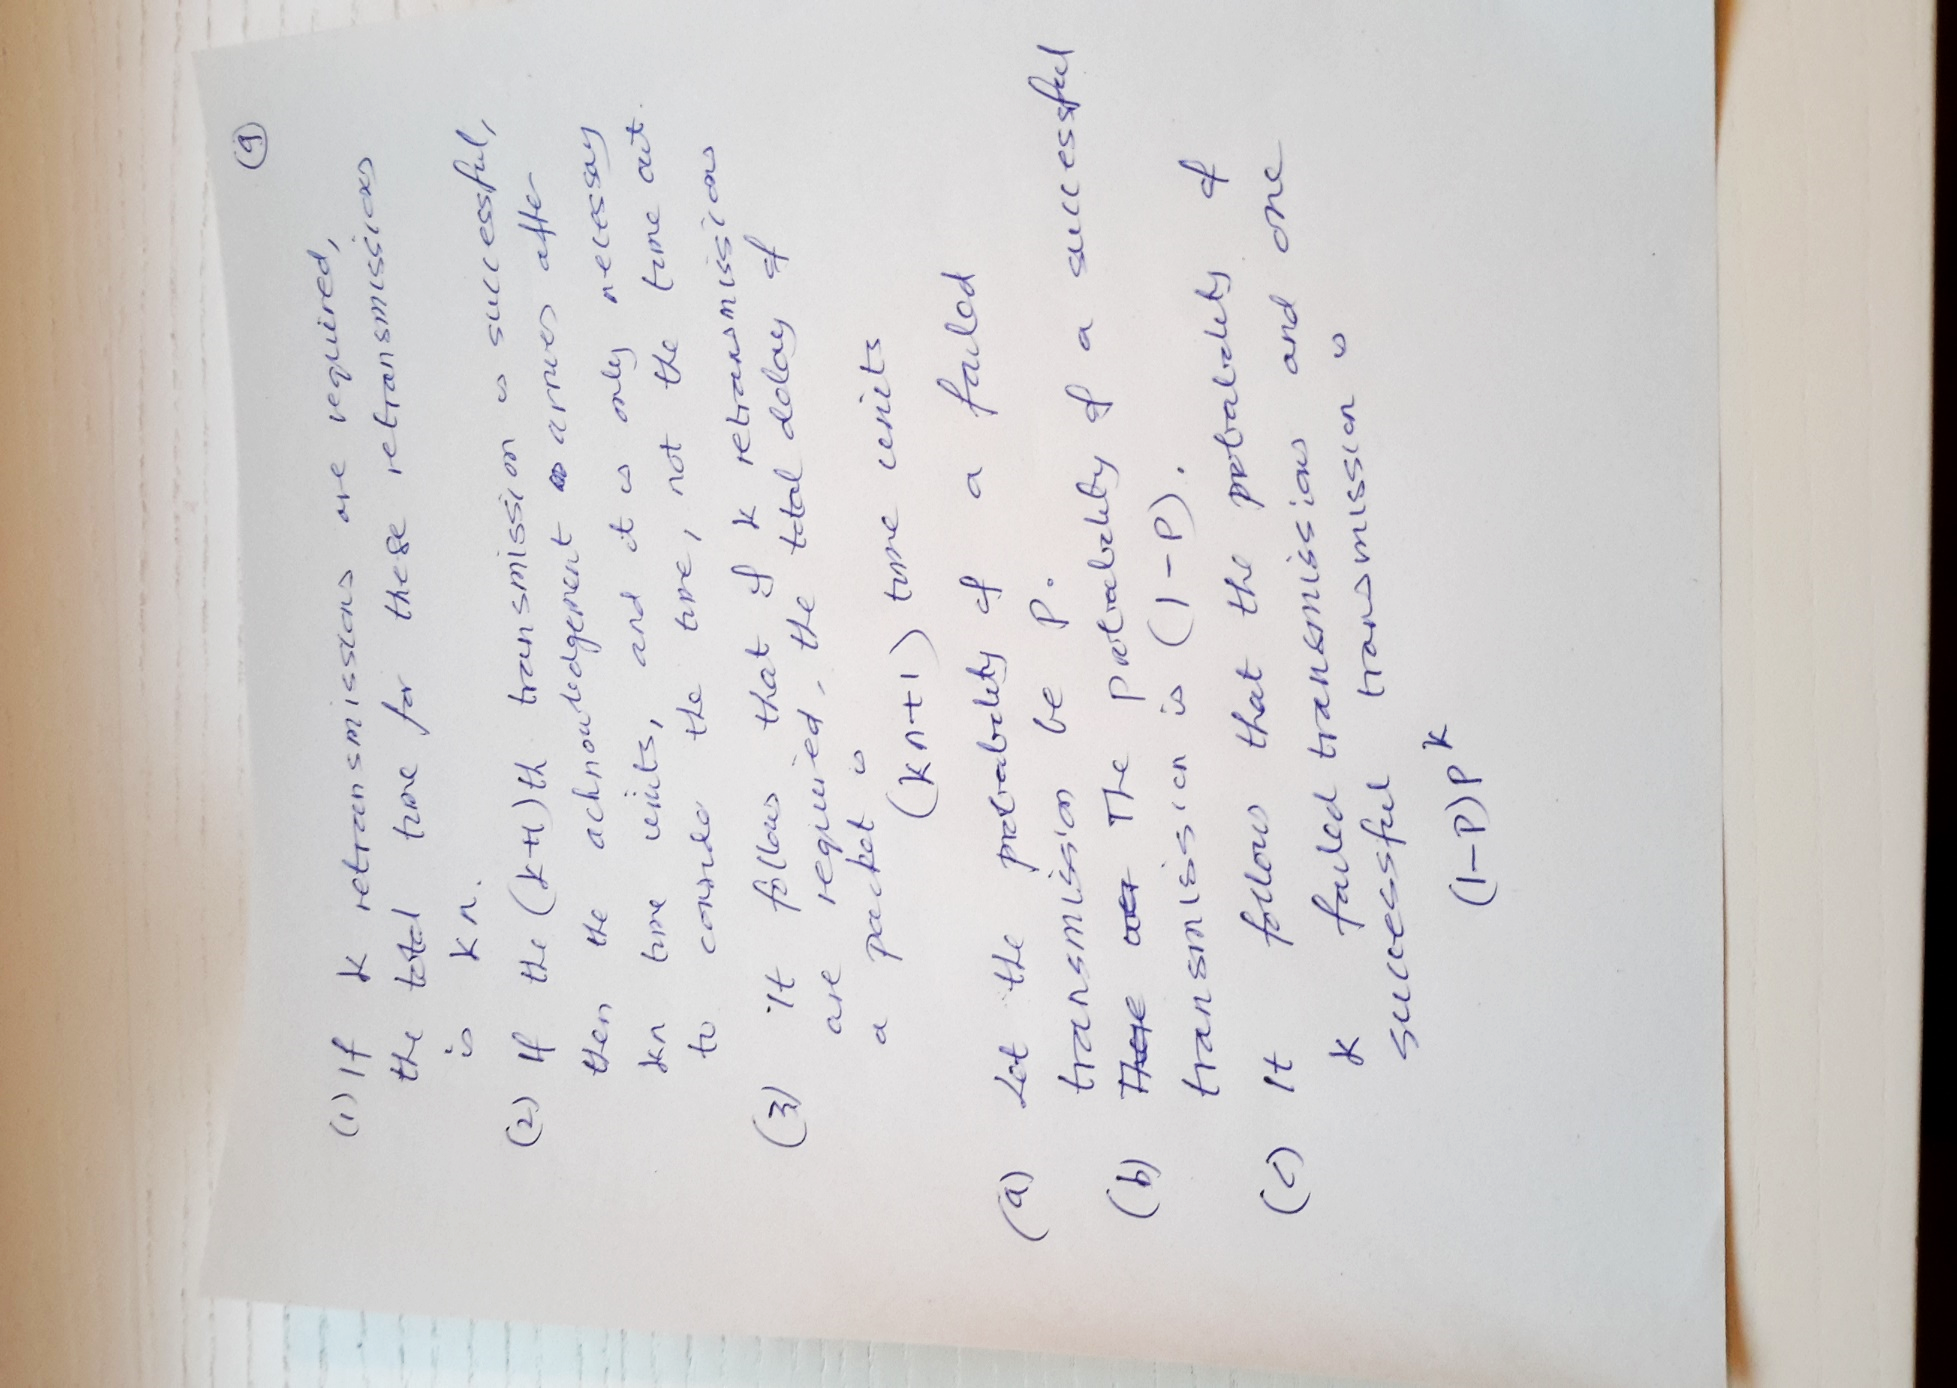 (9)
(1) If k retransmissions are required,
the total time for these retransmissions
is kn.
(2) If the (k+1)th transmission is successful,
then the acknowledgement arrives after
kn time units, and it is only necessary
to consider the time, not the time out.
(3) It follows that if k retransmissions
are required, the total delay of
a packet is
(kn+1) time units
(a) Let the probability of a failed
transmission be P.
(b) The probability of a successful
transmission is (1-P).
(c) It follows that the probability of
k failed transmissions and one
successful transmission is
(1-P)P^k